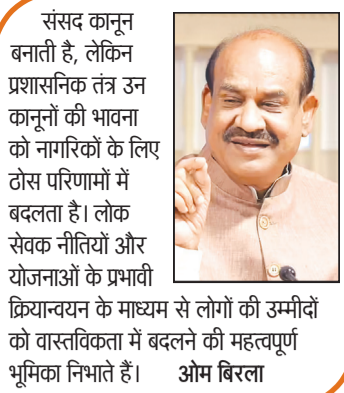 संसद कानून
बनाती है, लेकिन
प्रशासनिक तंत्र उन
कानूनों की भावना
को नागरिकों के लिए
ठोस परिणामों में
बदलता है। लोक
सेवक नीतियों और
योजनाओं के प्रभावी
क्रियान्वयन के माध्यम से लोगों की उम्मीदों
को वास्तविकता में बदलने की महत्वपूर्ण
भूमिका निभाते हैं। ओम बिरला